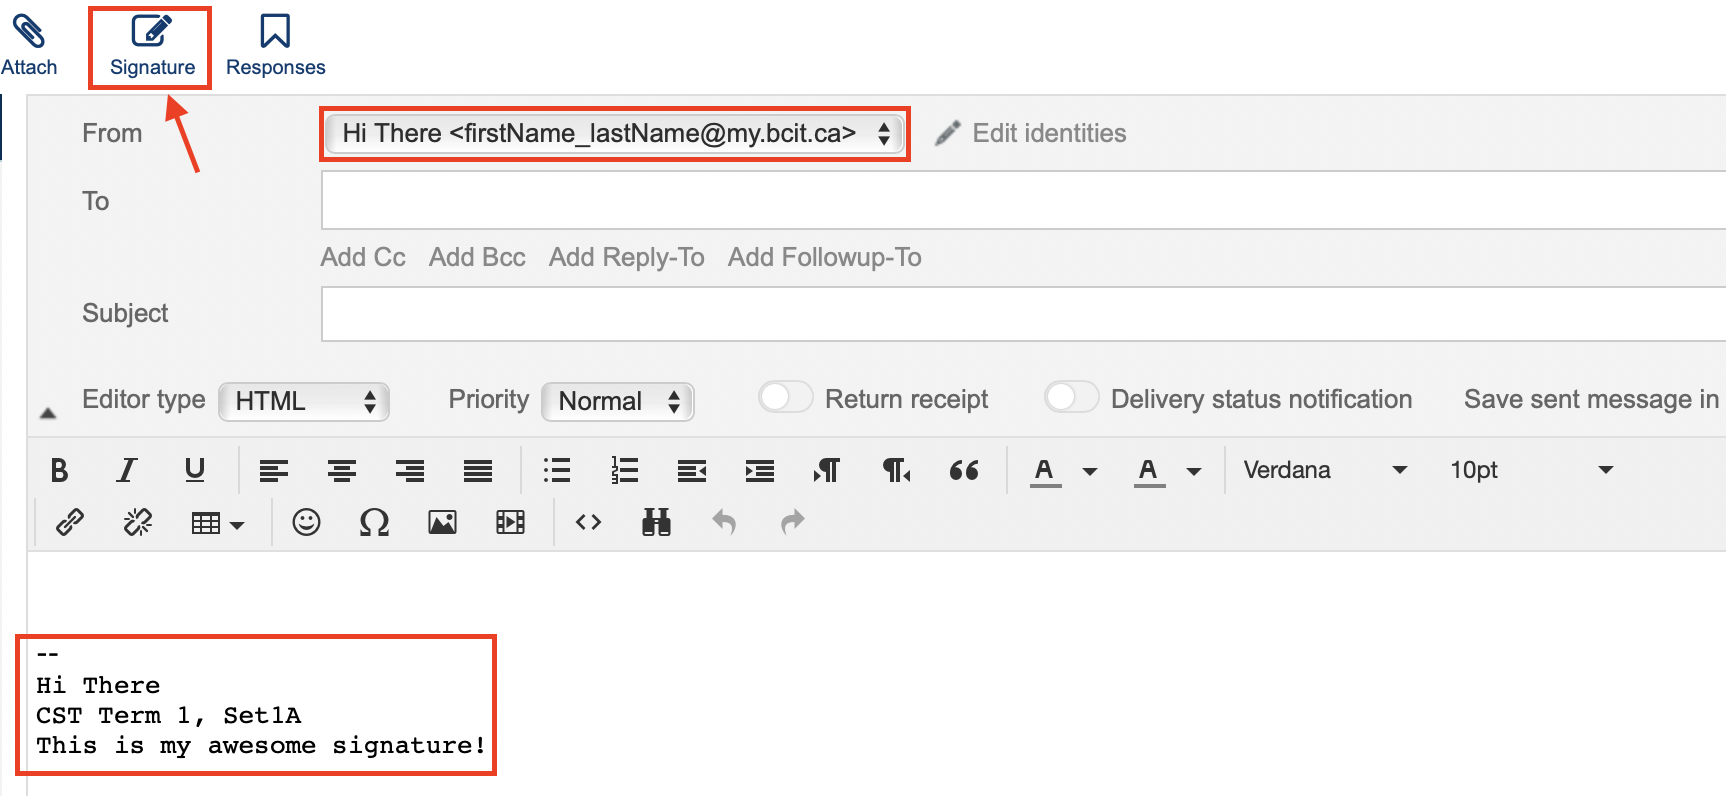 Attach Signature Responses
From Hi There <firstName_lastName@my.bcit.ca> Edit identities
To
Add Cc Add Bcc Add Reply-To Add Followup-To
Subject
Editor type HTML Priority Normal Return receipt Delivery status notification Save sent message in
B I U A A Verdana 10pt
--
Hi There
CST Term 1, Set1A
This is my awesome signature!